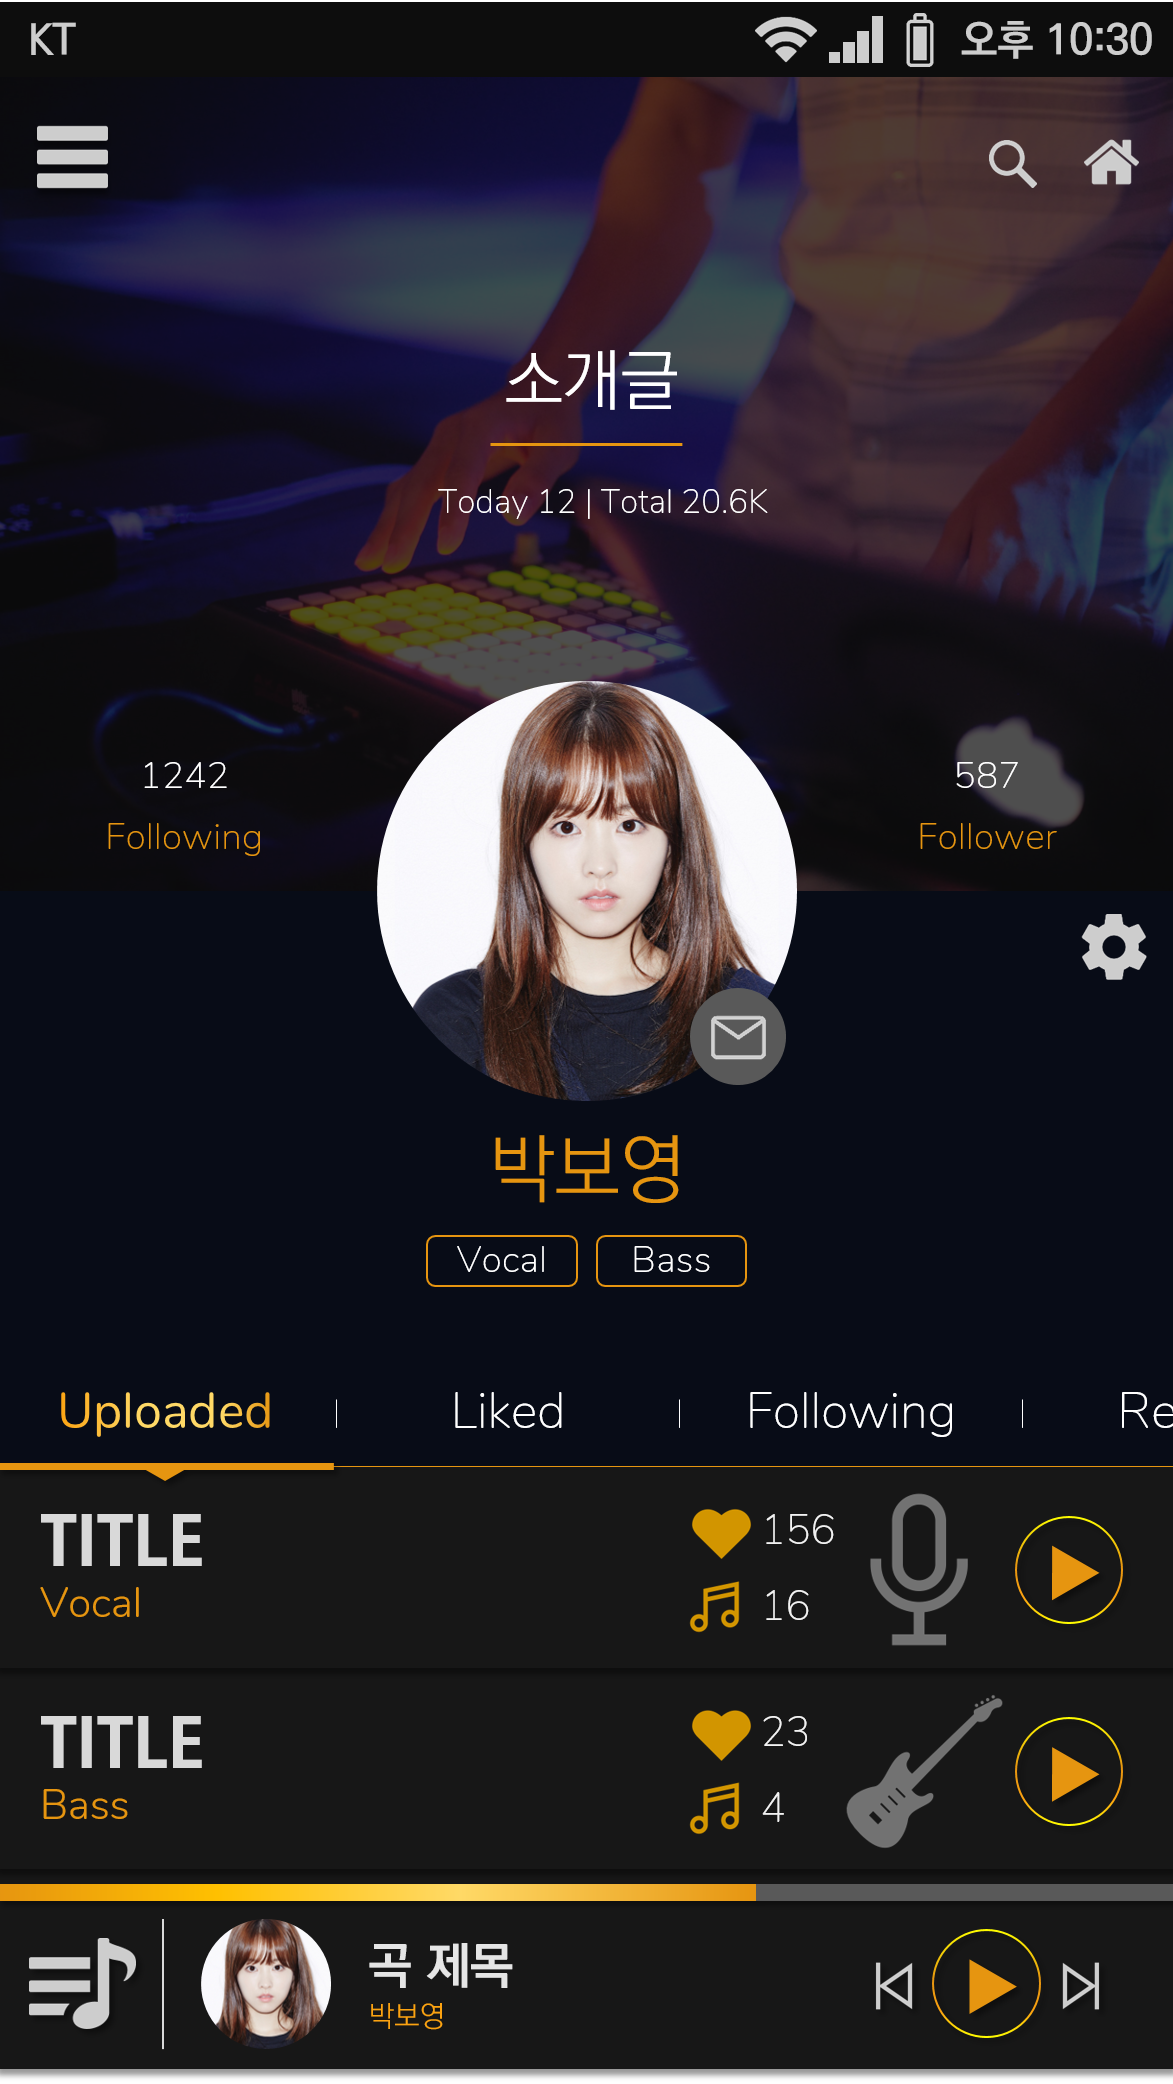 KT 오후 10:30
소개글
Today 12 | Total 20.6K
1242 587
Following Follower
박보영
Vocal Bass
Uploaded Liked Following Re
TITLE 156
Vocal 16
TITLE 23
Bass 4
곡 제목
박보영